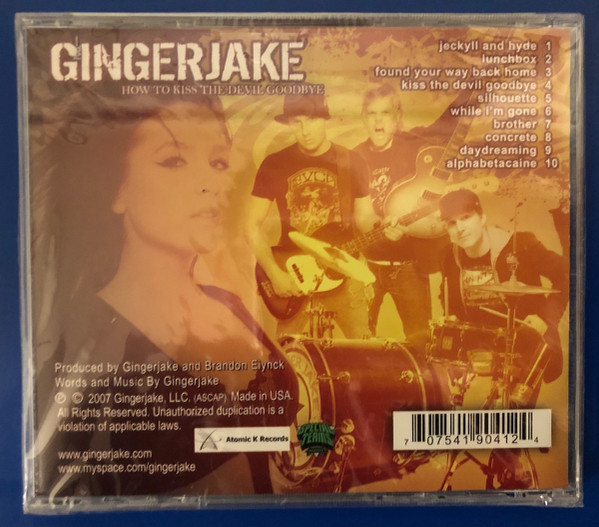 GINGERJAKE
HOW TO KISS THE DEVIL GOODBYE
jeckyll and hyde 1
lunchbox 2
found your way back home 3
kiss the devil goodbye 4
silhouette 5
while i'm gone 6
brother 7
concrete 8
daydreaming 9
alphabetacaine 10
Produced by Gingerjake and Brandon Eiynck
Words and Music By Gingerjake
℗ © 2007 Gingerjake, LLC. (ASCAP) Made in USA.
All Rights Reserved. Unauthorized duplication is a
violation of applicable laws.
www.gingerjake.com
www.myspace.com/gingerjake
Atomic K Records
7 07541 90412 4